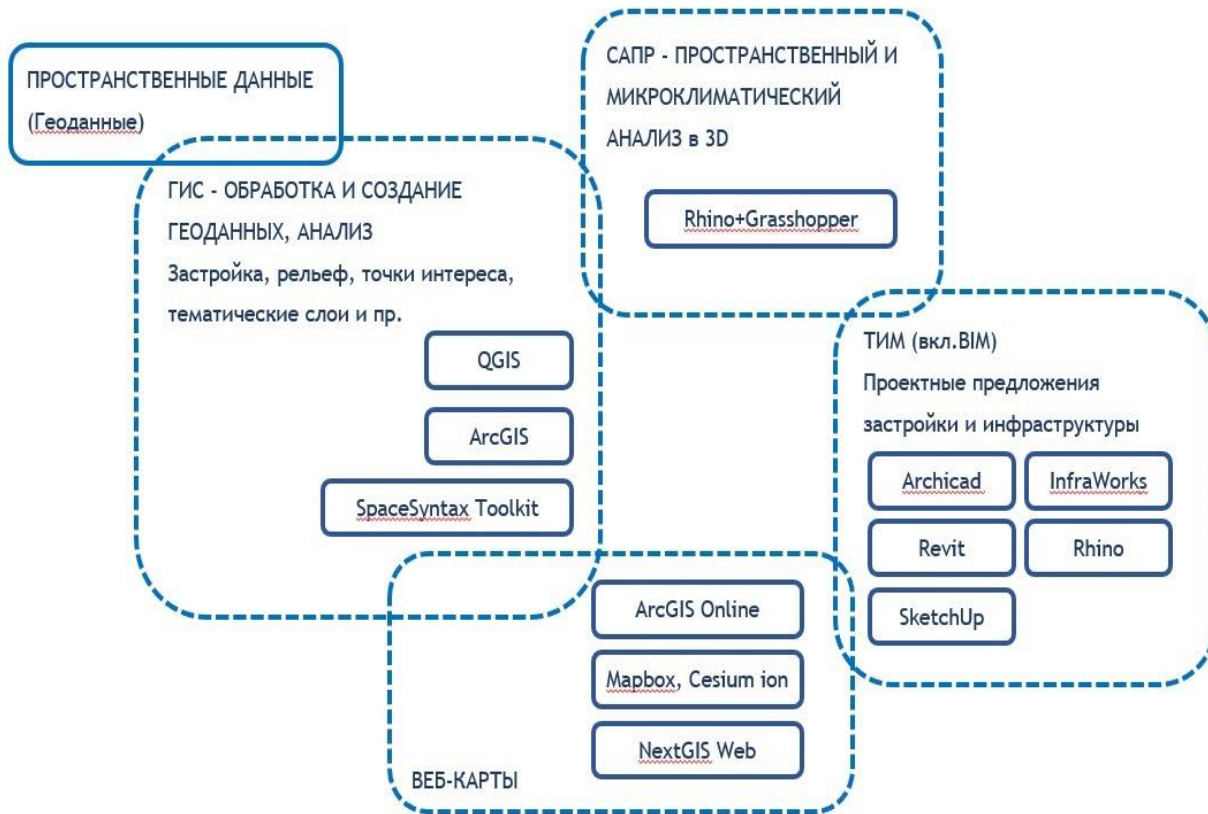 ПРОСТРАНСТВЕННЫЕ ДАННЫЕ
(Геоданные)
ГИС - ОБРАБОТКА И СОЗДАНИЕ
ГЕОДАННЫХ, АНАЛИЗ
Застройка, рельеф, точки интереса,
тематические слои и пр.
QGIS
ArcGIS
SpaceSyntax Toolkit
САПР - ПРОСТРАНСТВЕННЫЙ И
МИКРОКЛИМАТИЧЕСКИЙ
АНАЛИЗ в 3D
Rhino+Grasshopper
ТИМ (вкл.BIM)
Проектные предложения
застройки и инфраструктуры
Archicad
InfraWorks
Revit
Rhino
SketchUp
ArcGIS Online
Mapbox, Cesium ion
NextGIS Web
ВЕБ-КАРТЫ